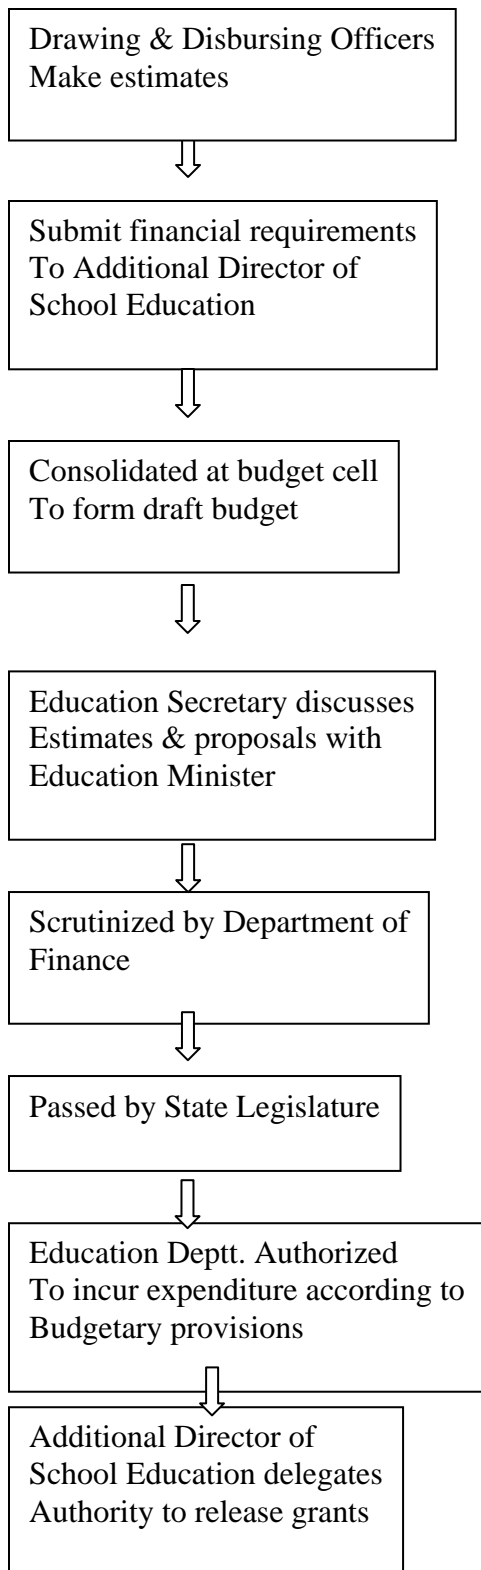 Drawing & Disbursing Officers
Make estimates
Submit financial requirements
To Additional Director of
School Education
Consolidated at budget cell
To form draft budget
Education Secretary discusses
Estimates & proposals with
Education Minister
Scrutinized by Department of
Finance
Passed by State Legislature
Education Deptt. Authorized
To incur expenditure according to
Budgetary provisions
Additional Director of
School Education delegates
Authority to release grants